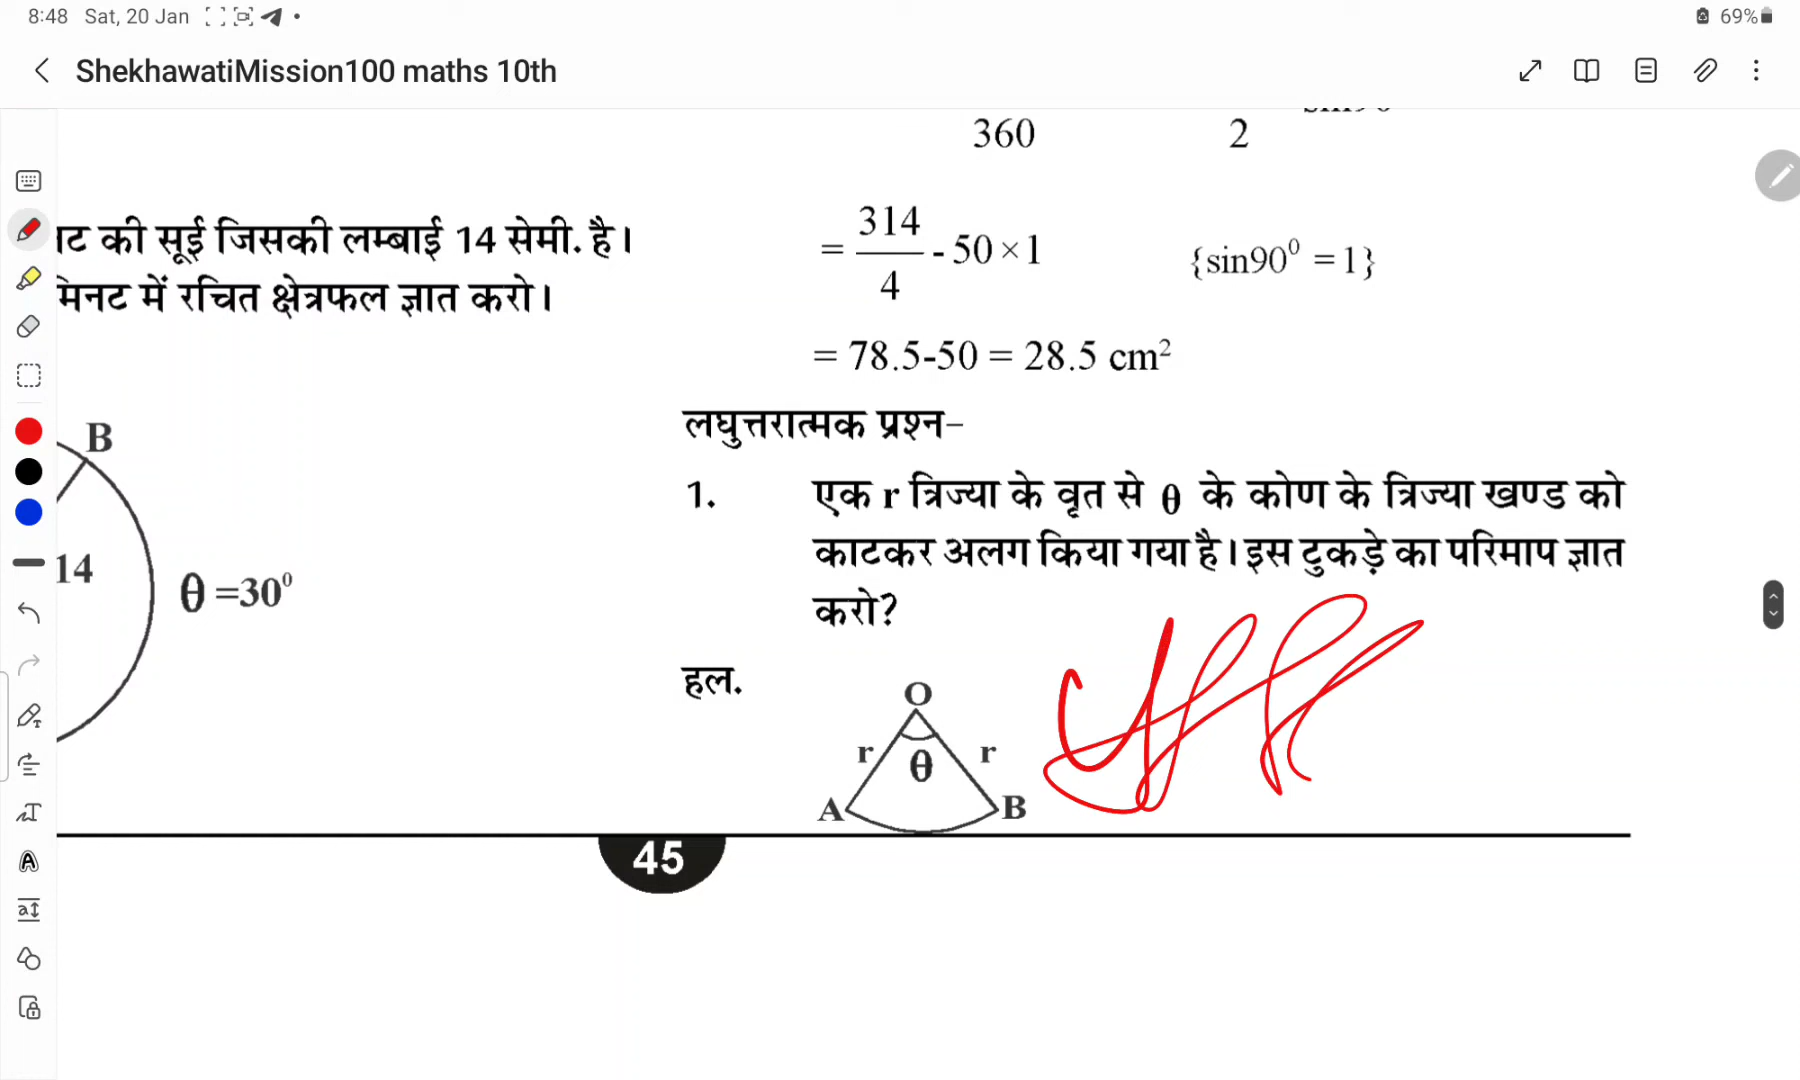 8:48 Sat, 20 Jan
69%
ShekhawatiMission100 maths 10th
की सूई जिसकी लम्बाई 14 सेमी. है।
में रचित क्षेत्रफल ज्ञात करो।
B
14
θ =30⁰
360 2
= 314/4 - 50 × 1 {sin90⁰ = 1}
= 78.5-50 = 28.5 cm²
लघुत्तरात्मक प्रश्न–
1. एक r त्रिज्या के वृत से θ के कोण के त्रिज्या खण्ड को
काटकर अलग किया गया है। इस टुकड़े का परिमाप ज्ञात
करो?
हल.
O
r θ r
A B
45